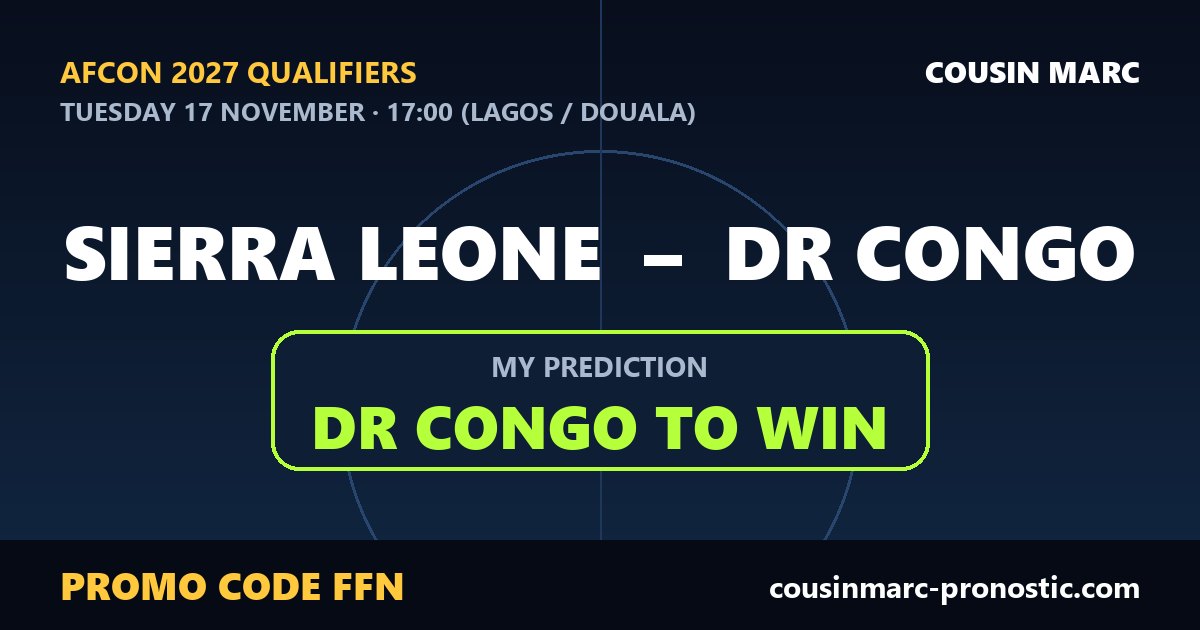 AFCON 2027 QUALIFIERS
COUSIN MARC
TUESDAY 17 NOVEMBER · 17:00 (LAGOS / DOUALA)
SIERRA LEONE – DR CONGO
MY PREDICTION
DR CONGO TO WIN
PROMO CODE FFN
cousinmarc-pronostic.com